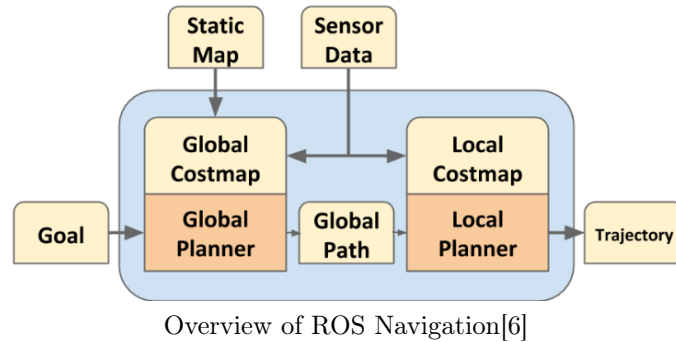 Static
Map
Sensor
Data
Global
Costmap
Local
Costmap
Goal
Global
Planner
Global
Path
Local
Planner
Trajectory
Overview of ROS Navigation[6]